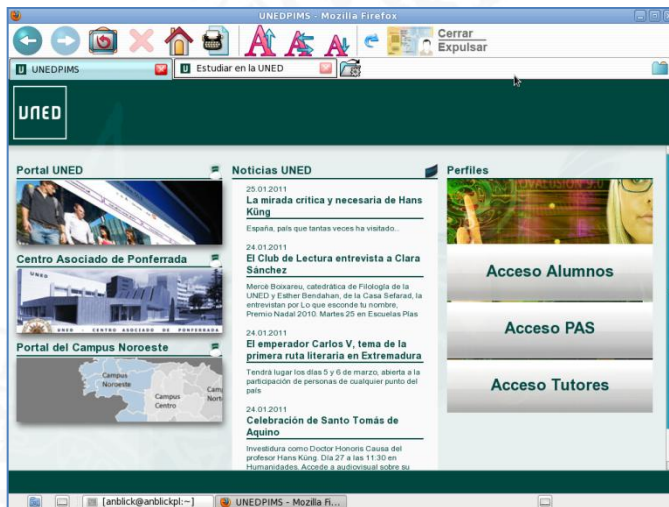 UNEDPIMS - Mozilla Firefox
Cerrar
Expulsar
UNEDPIMS
Estudiar en la UNED
UNED
Portal UNED
Centro Asociado de Ponferrada
UNED - CENTRO ASOCIADO DE PONFERRADA
Portal del Campus Noroeste
Campus
Noroeste
Campus
Centro
Noticias UNED
25.01.2011
La mirada crítica y necesaria de Hans
Küng
España, país que tantas veces ha visitado...
24.01.2011
El Club de Lectura entrevista a Clara
Sánchez
Mercè Boixareu, catedrática de Filología de la
UNED y Esther Bendahan, de la Casa Sefarad, la
entrevistan por Lo que esconde tu nombre,
Premio Nadal 2010. Martes 25 en Escuelas Pías
24.01.2011
El emperador Carlos V, tema de la
primera ruta literaria en Extremadura
Tendrá lugar los días 5 y 6 de marzo, abierta a la
participación de personas de cualquier punto del
país
24.01.2011
Celebración de Santo Tomás de
Aquino
Investidura como Doctor Honoris Causa del
profesor Hans Küng. Día 27 a las 11:30 en
Humanidades. Accede a audiovisual sobre su
Perfiles
Acceso Alumnos
Acceso PAS
Acceso Tutores
[anblick@anblickpl:~]
UNEDPIMS - Mozilla Fi...